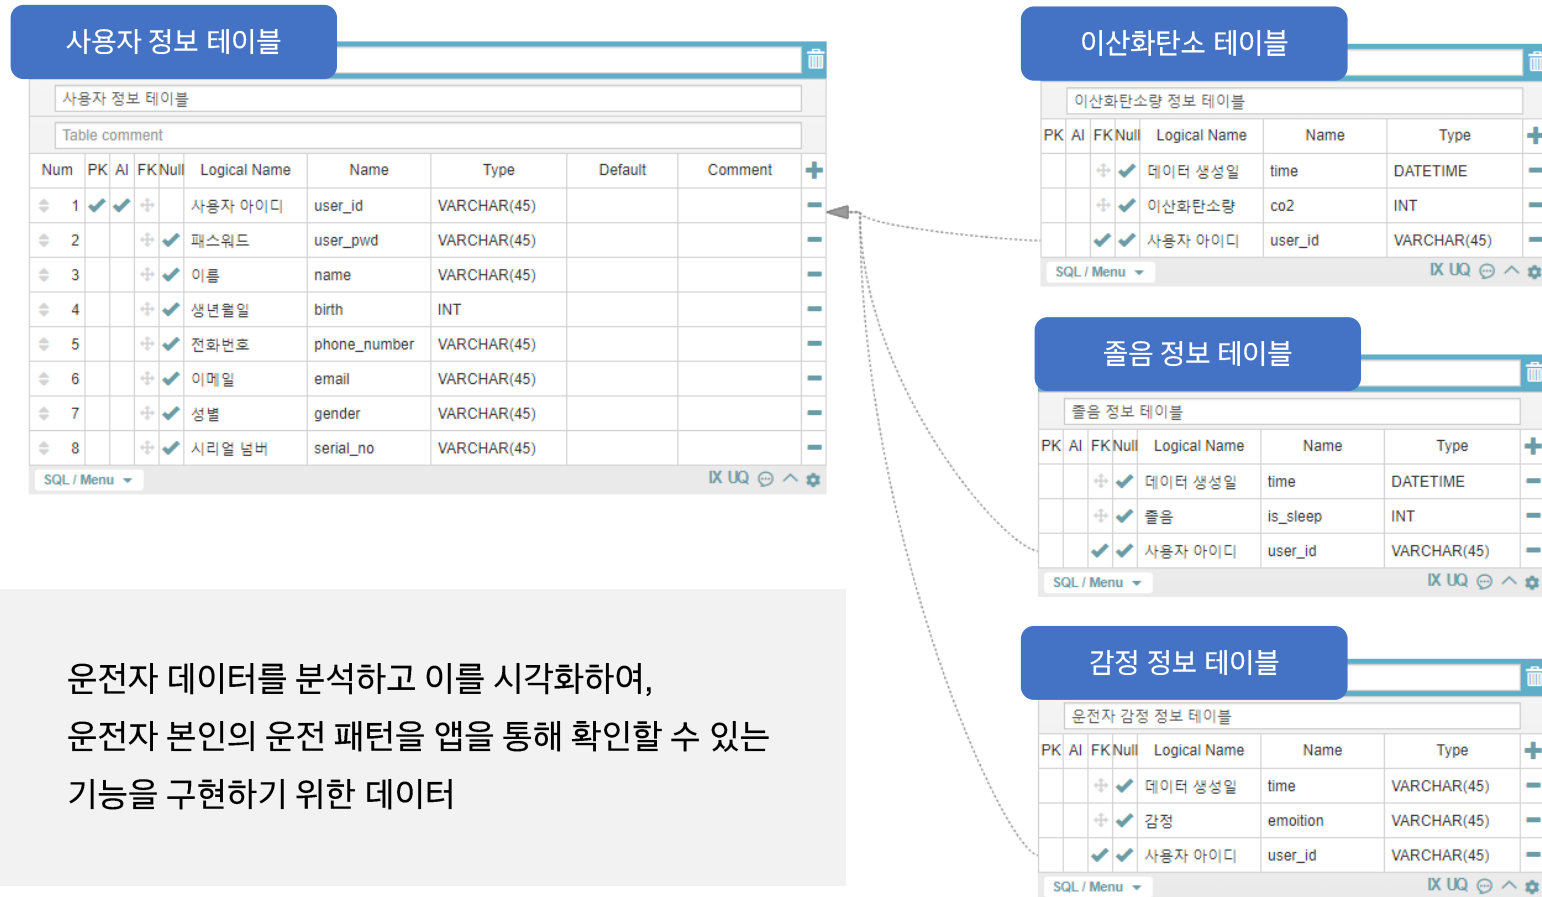 사용자 정보 테이블
사용자 정보 테이블
Table comment
Num PK AI FK Null Logical Name Name Type Default Comment
1 사용자 아이디 user_id VARCHAR(45)
2 패스워드 user_pwd VARCHAR(45)
3 이름 name VARCHAR(45)
4 생년월일 birth INT
5 전화번호 phone_number VARCHAR(45)
6 이메일 email VARCHAR(45)
7 성별 gender VARCHAR(45)
8 시리얼 넘버 serial_no VARCHAR(45)
SQL / Menu IX UQ
운전자 데이터를 분석하고 이를 시각화하여,
운전자 본인의 운전 패턴을 앱을 통해 확인할 수 있는
기능을 구현하기 위한 데이터
이산화탄소 테이블
이산화탄소량 정보 테이블
PK AI FK Null Logical Name Name Type
데이터 생성일 time DATETIME
이산화탄소량 co2 INT
사용자 아이디 user_id VARCHAR(45)
SQL / Menu IX UQ
졸음 정보 테이블
졸음 정보 테이블
PK AI FK Null Logical Name Name Type
데이터 생성일 time DATETIME
졸음 is_sleep INT
사용자 아이디 user_id VARCHAR(45)
SQL / Menu IX UQ
감정 정보 테이블
운전자 감정 정보 테이블
PK AI FK Null Logical Name Name Type
데이터 생성일 time VARCHAR(45)
감정 emoition VARCHAR(45)
사용자 아이디 user_id VARCHAR(45)
SQL / Menu IX UQ